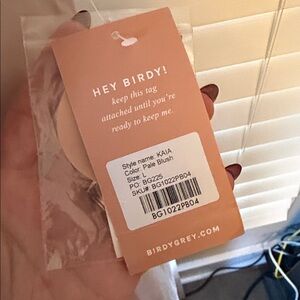 HEY BIRDY!
keep this tag
attached until you're
ready to keep me.
Style name: KAIA
Color: Pale Blush
Size: L
PO: BG225
SKU#: BG1022PB04
BG1022PB04
BIRDYGREY.COM